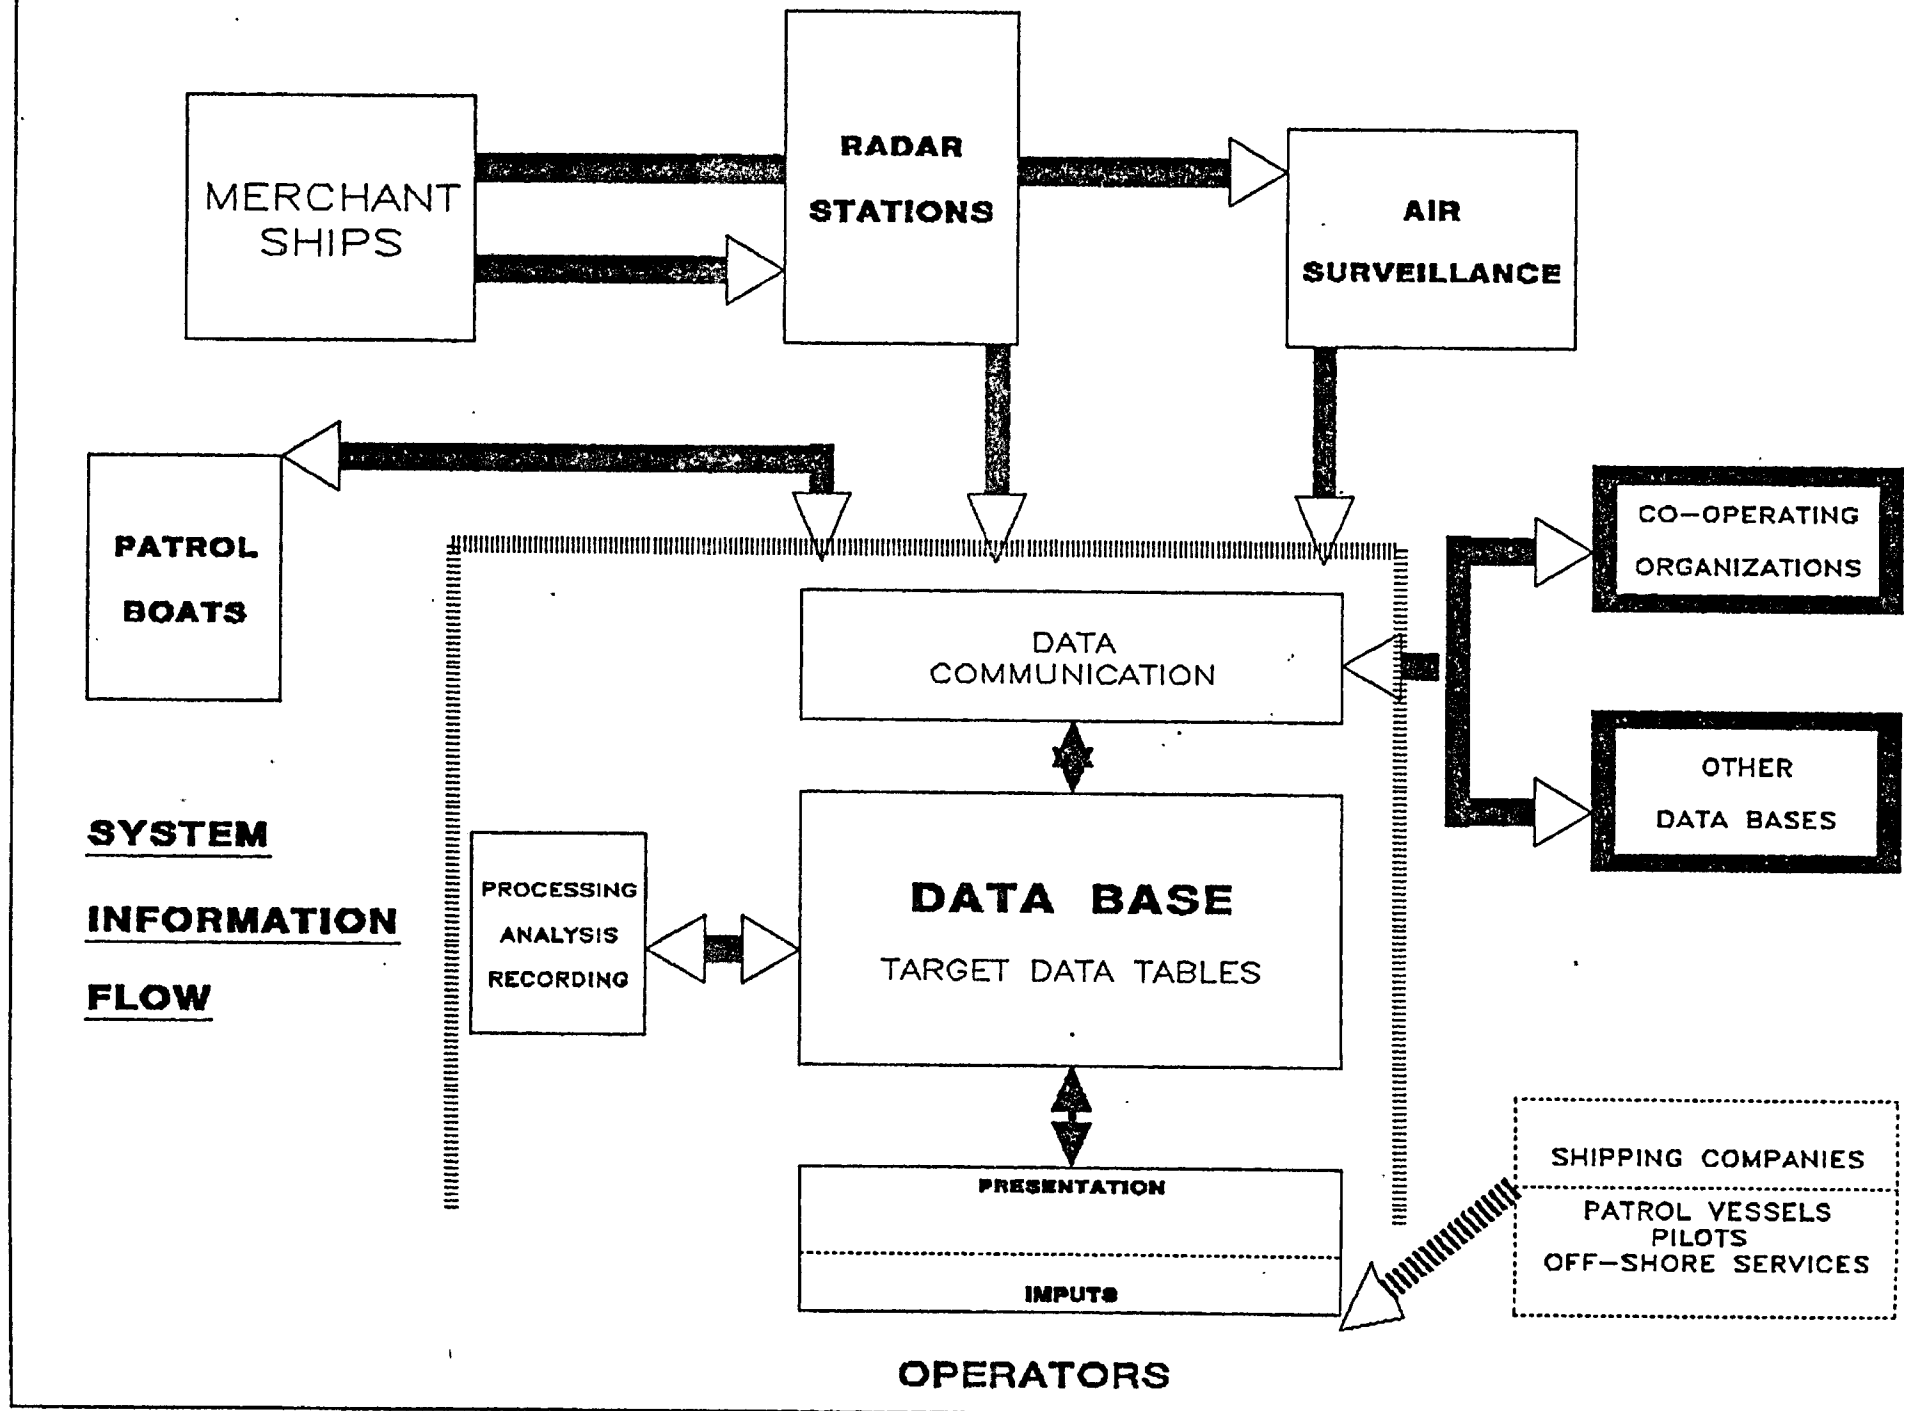 RADAR
STATIONS
MERCHANT
SHIPS
AIR
SURVEILLANCE
PATROL
BOATS
CO-OPERATING
ORGANIZATIONS
DATA
COMMUNICATION
OTHER
DATA BASES
SYSTEM
INFORMATION
FLOW
PROCESSING
ANALYSIS
RECORDING
DATA BASE
TARGET DATA TABLES
PRESENTATION
IMPUTS
SHIPPING COMPANIES
PATROL VESSELS
PILOTS
OFF-SHORE SERVICES
OPERATORS